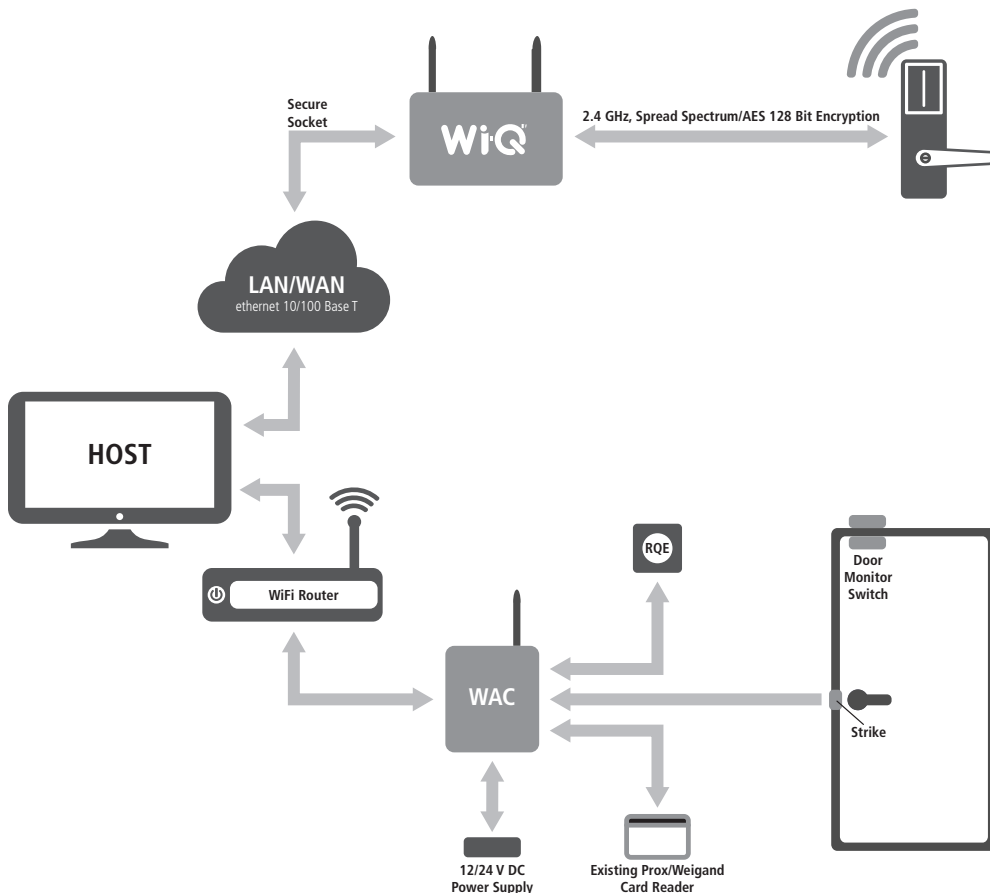 Secure
Socket
Wi-Q
2.4 GHz, Spread Spectrum/AES 128 Bit Encryption
LAN/WAN
ethernet 10/100 Base T
HOST
WiFi Router
RQE
Door
Monitor
Switch
WAC
Strike
12/24 V DC
Power Supply
Existing Prox/Weigand
Card Reader